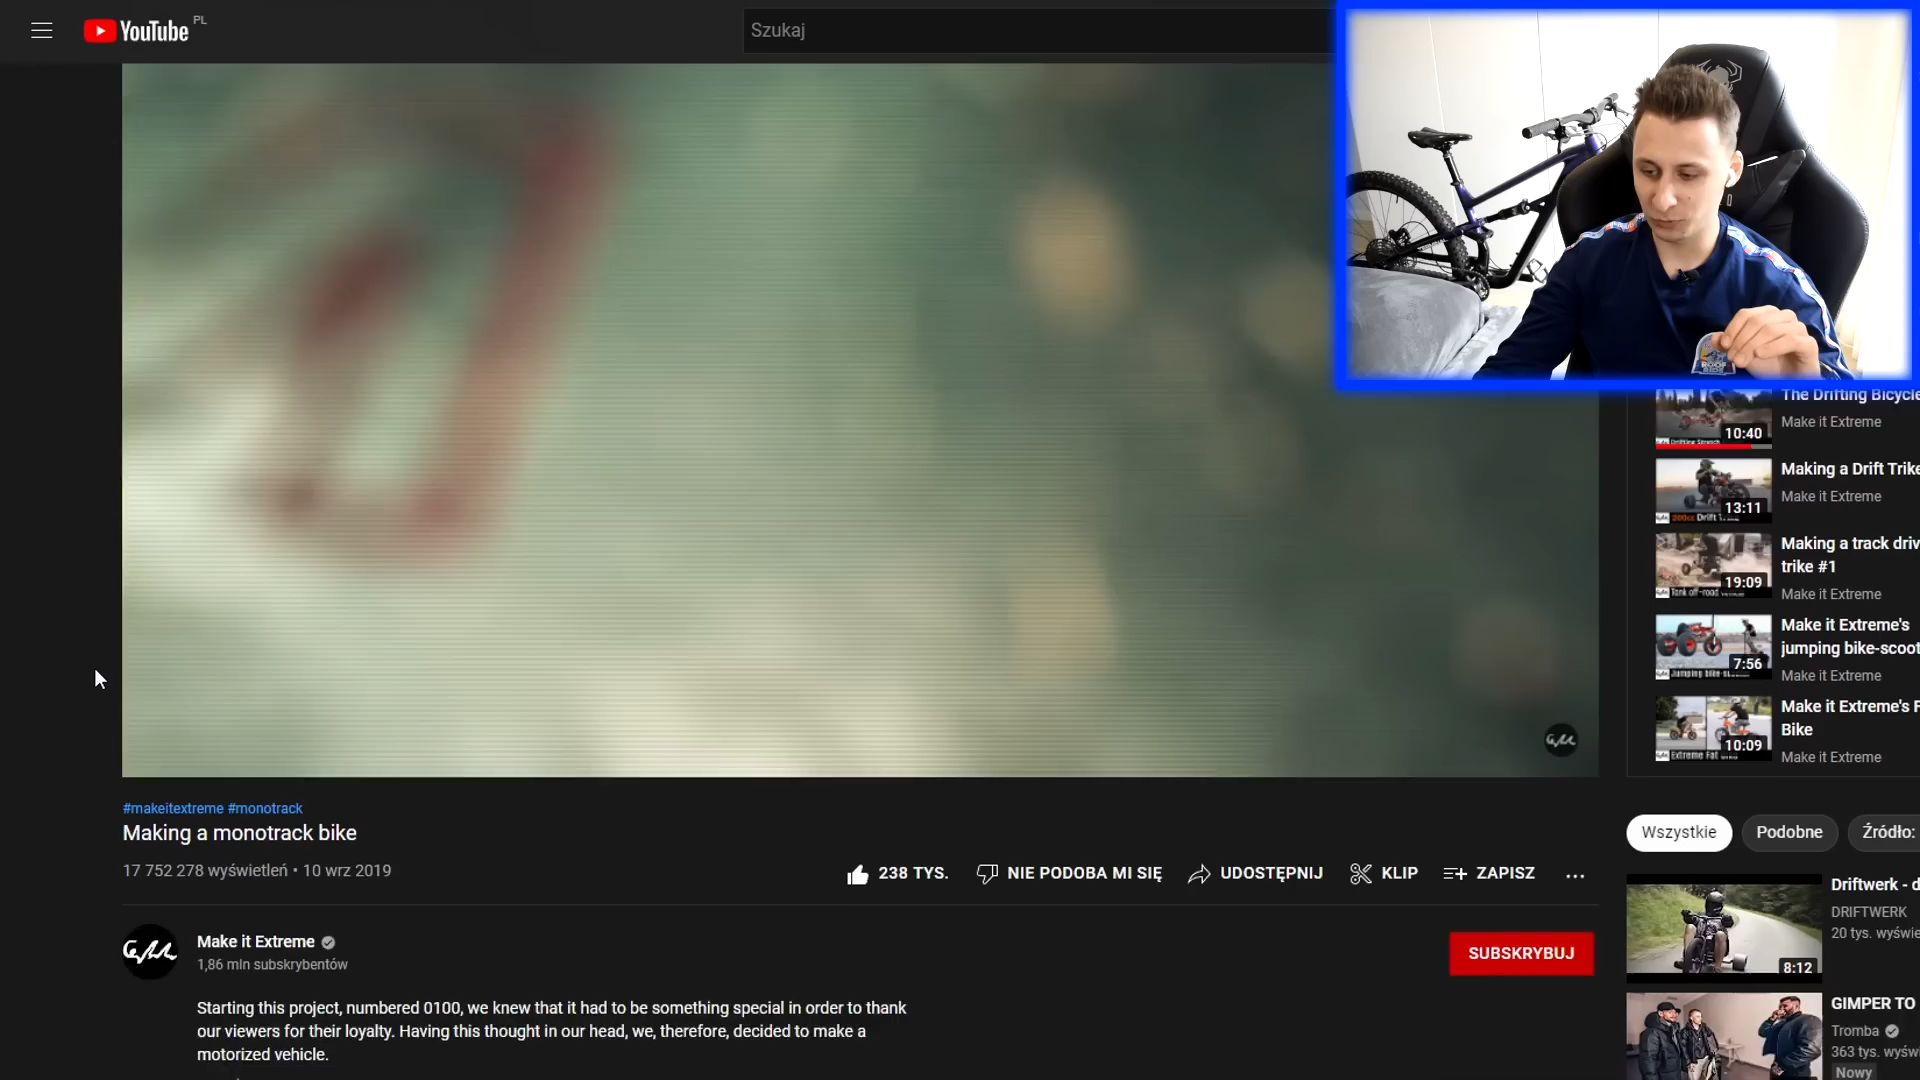 YouTube PL
Szukaj
The Drifting Bicycle
Make it Extreme
10:40
Making a Drift Trike
Make it Extreme
13:11
Making a track driv
trike #1
Make it Extreme
19:09
Make it Extreme's
jumping bike-scoot
Make it Extreme
7:56
Make it Extreme's F
Bike
Make it Extreme
10:09
#makeitextreme #monotrack
Making a monotrack bike
17 752 278 wyświetleń • 10 wrz 2019
238 TYS.
NIE PODOBA MI SIĘ
UDOSTĘPNIJ
KLIP
ZAPISZ
Wszystkie
Podobne
Źródło:
Make it Extreme
1,86 mln subskrybentów
SUBSKRYBUJ
Starting this project, numbered 0100, we knew that it had to be something special in order to thank
our viewers for their loyalty. Having this thought in our head, we, therefore, decided to make a
motorized vehicle.
Driftwerk - d
DRIFTWERK
20 tys. wyświe
8:12
GIMPER TO
Tromba
363 tys. wyśw
Nowy